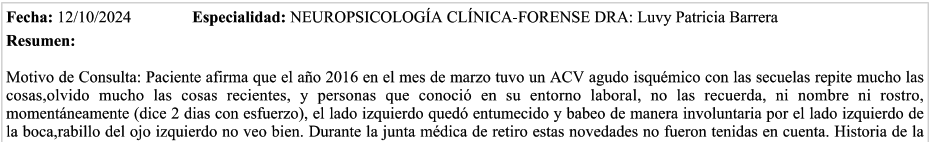 Fecha: 12/10/2024 Especialidad: NEUROPSICOLOGÍA CLÍNICA-FORENSE DRA: Luvy Patricia Barrera
Resumen:
Motivo de Consulta: Paciente afirma que el año 2016 en el mes de marzo tuvo un ACV agudo isquémico con las secuelas repite mucho las
cosas,olvido mucho las cosas recientes, y personas que conoció en su entorno laboral, no las recuerda, ni nombre ni rostro,
momentáneamente (dice 2 dias con esfuerzo), el lado izquierdo quedó entumecido y babeo de manera involuntaria por el lado izquierdo de
la boca,rabillo del ojo izquierdo no veo bien. Durante la junta médica de retiro estas novedades no fueron tenidas en cuenta. Historia de la